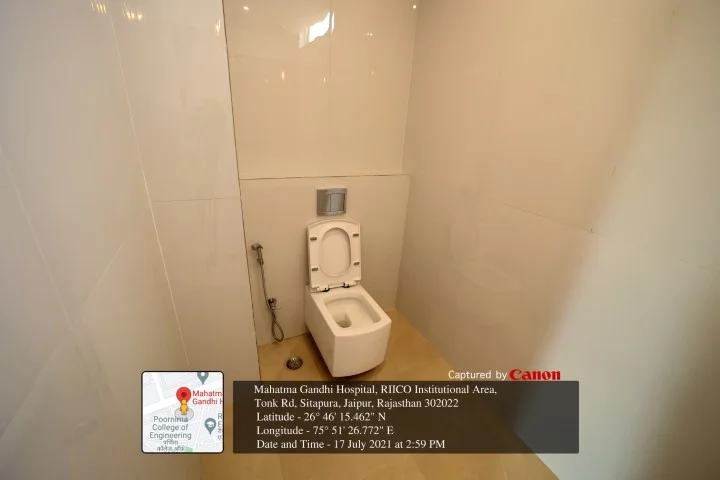 Captured by Canon
Mahatma Gandhi Hospital, RIICO Institutional Area,
Tonk Rd, Sitapura, Jaipur, Rajasthan 302022
Latitude - 26° 46' 15.462" N
Longitude - 75° 51' 26.772" E
Date and Time - 17 July 2021 at 2:59 PM
Mahatm
Gandhi H
Poornima
College of
Engineering